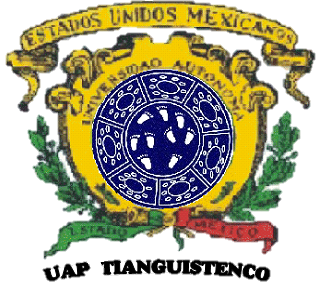 ESTADOS UNIDOS MEXICANOS
UNIVERSIDAD AUTONOMA
ESTADO MEXICO
UAP TIANGUISTENCO